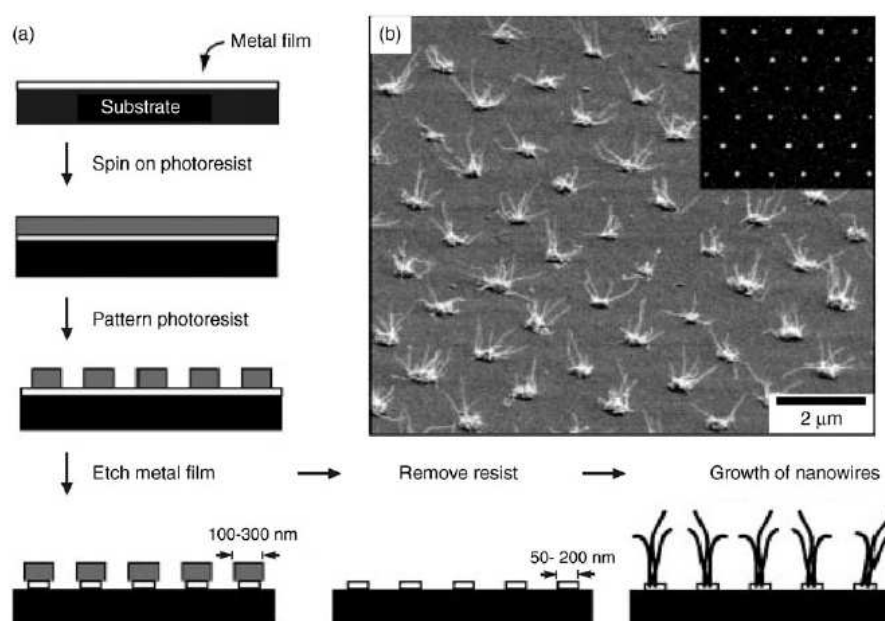 (a)
Metal film
Substrate
Spin on photoresist
Pattern photoresist
(b)
2 μm
Etch metal film
Remove resist
Growth of nanowires
100-300 nm
50- 200 nm